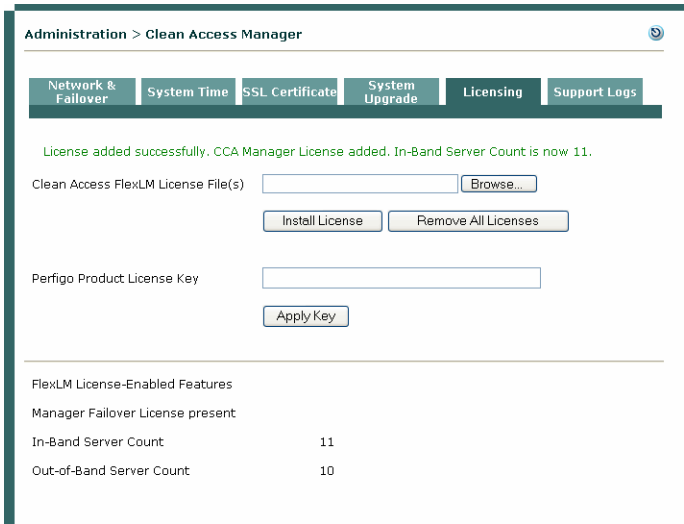 Administration > Clean Access Manager
Network & Failover
System Time
SSL Certificate
System Upgrade
Licensing
Support Logs
License added successfully. CCA Manager License added. In-Band Server Count is now 11.
Clean Access FlexLM License File(s)
Browse...
Install License
Remove All Licenses
Perfigo Product License Key
Apply Key
FlexLM License-Enabled Features
Manager Failover License present
In-Band Server Count 11
Out-of-Band Server Count 10